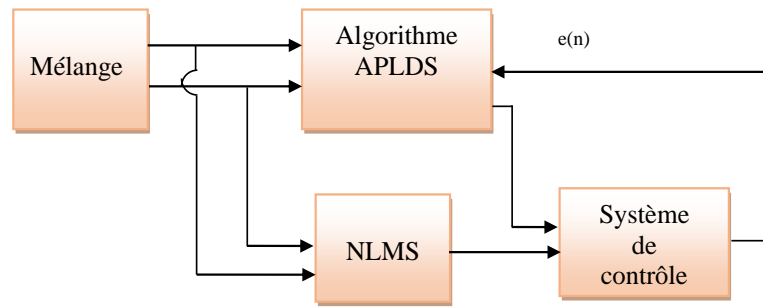 Mélange
Algorithme
APLDS
e(n)
NLMS
Système
de
contrôle